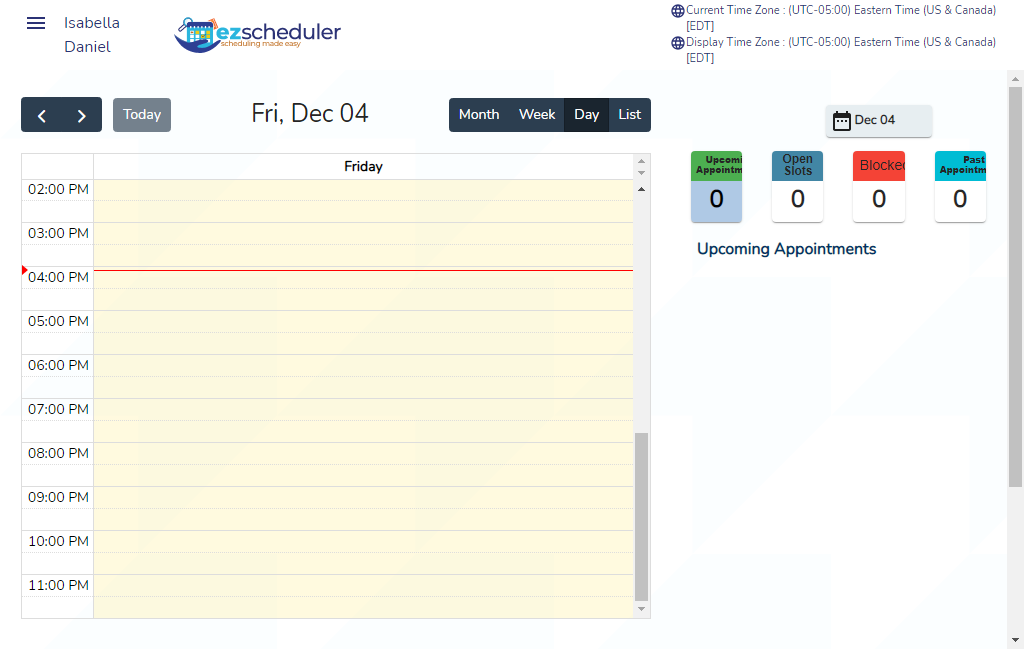 Isabella
Daniel
ezscheduler
scheduling made easy
Current Time Zone : (UTC-05:00) Eastern Time (US & Canada)
[EDT]
Display Time Zone : (UTC-05:00) Eastern Time (US & Canada)
[EDT]
Today
Fri, Dec 04
Month Week Day List
Dec 04
Friday
02:00 PM
03:00 PM
04:00 PM
05:00 PM
06:00 PM
07:00 PM
08:00 PM
09:00 PM
10:00 PM
11:00 PM
Upcomi
Appointm
0
Open
Slots
0
Blocked
0
Past
Appointm
0
Upcoming Appointments